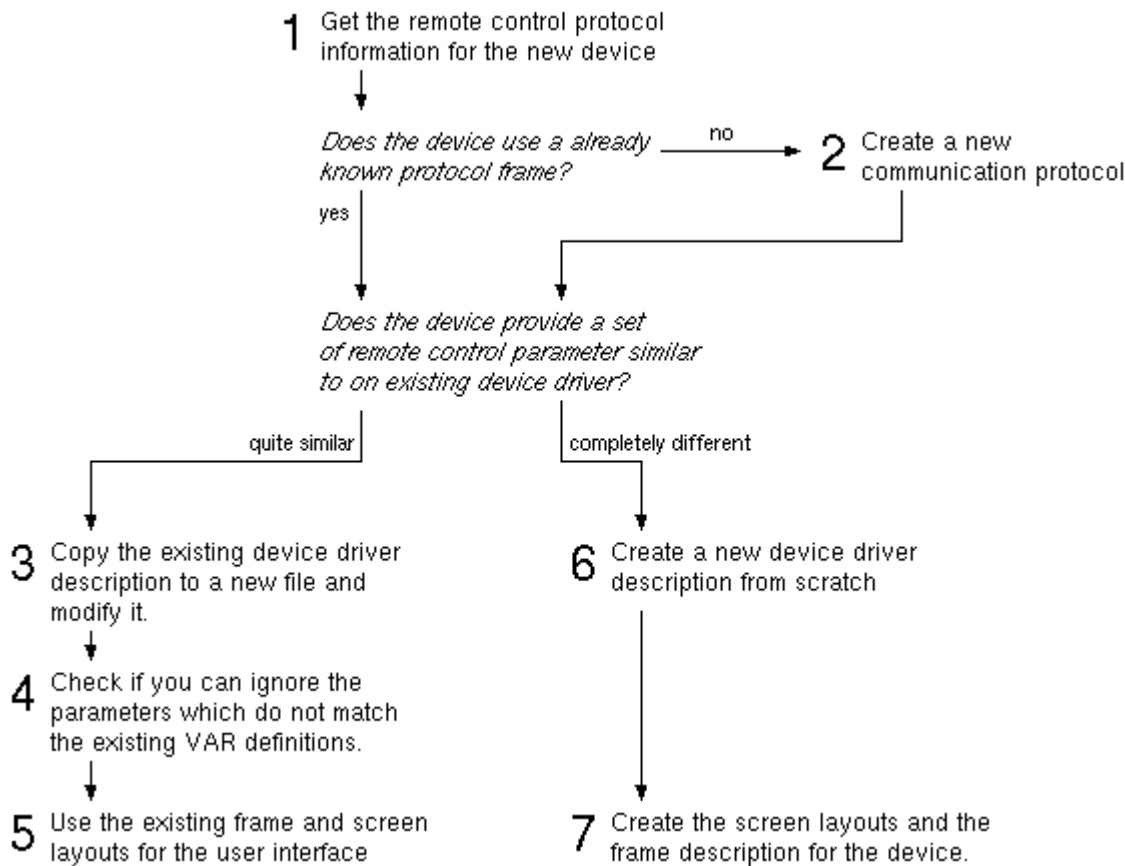 1 Get the remote control protocol
information for the new device
Does the device use a already
known protocol frame?
no
2 Create a new
communication protocol
yes
Does the device provide a set
of remote control parameter similar
to on existing device driver?
quite similar
completely different
3 Copy the existing device driver
description to a new file and
modify it.
4 Check if you can ignore the
parameters which do not match
the existing VAR definitions.
5 Use the existing frame and screen
layouts for the user interface
6 Create a new device driver
description from scratch
7 Create the screen layouts and the
frame description for the device.